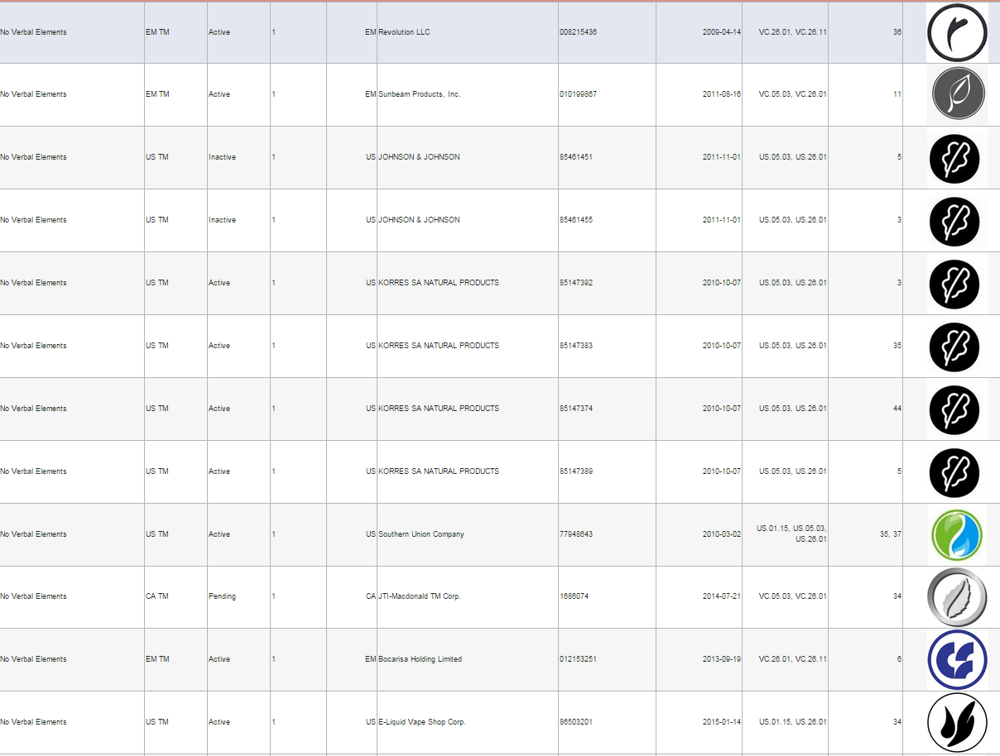 No Verbal Elements EM TM Active 1 EM Revolution LLC 008215436 2009-04-14 VC.26.01, VC.26.11 36
No Verbal Elements EM TM Active 1 EM Sunbeam Products, Inc. 010199867 2011-08-16 VC.05.03, VC.26.01 11
No Verbal Elements US TM Inactive 1 US JOHNSON & JOHNSON 85461451 2011-11-01 US.05.03, US.26.01 5
No Verbal Elements US TM Inactive 1 US JOHNSON & JOHNSON 85461455 2011-11-01 US.05.03, US.26.01 3
No Verbal Elements US TM Active 1 US KORRES SA NATURAL PRODUCTS 85147392 2010-10-07 US.05.03, US.26.01 3
No Verbal Elements US TM Active 1 US KORRES SA NATURAL PRODUCTS 85147383 2010-10-07 US.05.03, US.26.01 35
No Verbal Elements US TM Active 1 US KORRES SA NATURAL PRODUCTS 85147374 2010-10-07 US.05.03, US.26.01 44
No Verbal Elements US TM Active 1 US KORRES SA NATURAL PRODUCTS 85147389 2010-10-07 US.05.03, US.26.01 5
No Verbal Elements US TM Active 1 US Southern Union Company 77948643 2010-03-02 US.01.15, US.05.03, 35, 37
US.26.01
No Verbal Elements CA TM Pending 1 CA JTI-Macdonald TM Corp. 1686074 2014-07-21 VC.05.03, VC.26.01 34
No Verbal Elements EM TM Active 1 EM Bocarisa Holding Limited 012153251 2013-09-19 VC.26.01, VC.26.11 6
No Verbal Elements US TM Active 1 US E-Liquid Vape Shop Corp. 86503201 2015-01-14 US.01.15, US.26.01 34